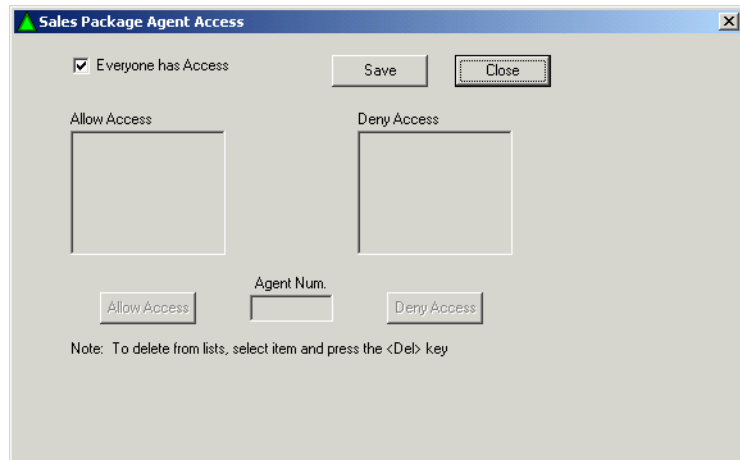 Sales Package Agent Access
Everyone has Access
Save
Close
Allow Access
Deny Access
Agent Num.
Allow Access
Deny Access
Note:  To delete from lists, select item and press the <Del> key